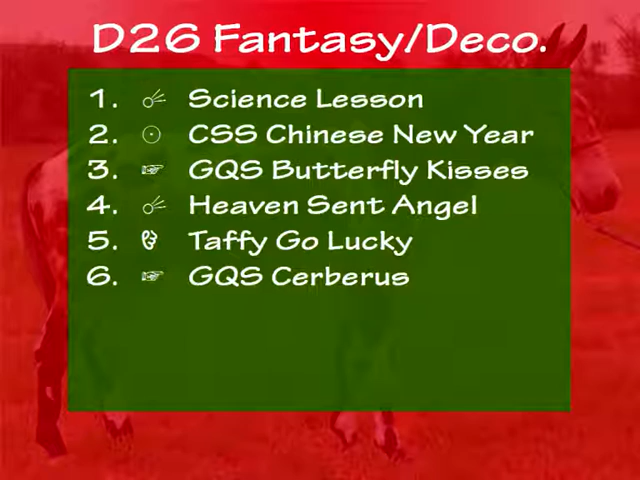 D26 Fantasy/Deco.
1. ☄ Science Lesson
2. ☉ CSS Chinese New Year
3. ☞ GQS Butterfly Kisses
4. ☄ Heaven Sent Angel
5. Taffy Go Lucky
6. ☞ GQS Cerberus